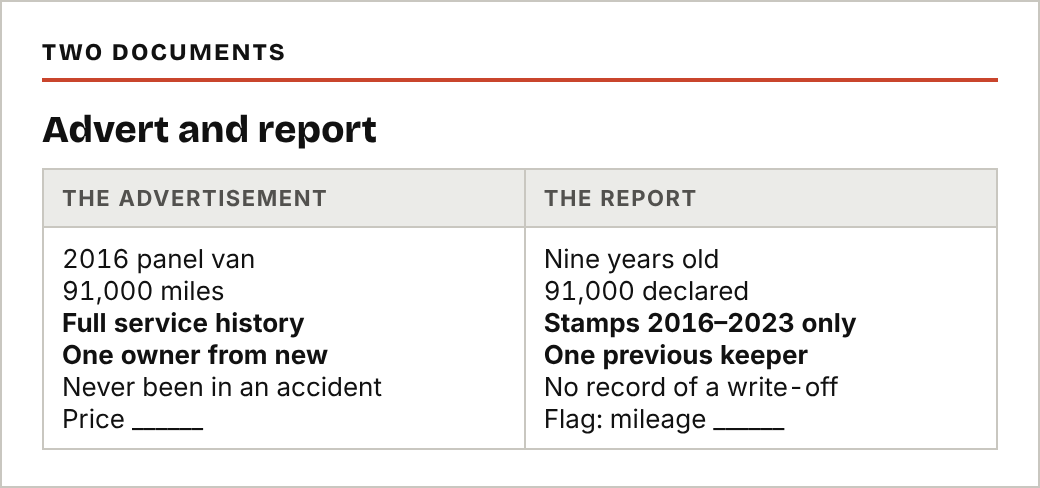 TWO DOCUMENTS
Advert and report
THE ADVERTISEMENT
2016 panel van
91,000 miles
Full service history
One owner from new
Never been in an accident
Price ______
THE REPORT
Nine years old
91,000 declared
Stamps 2016–2023 only
One previous keeper
No record of a write-off
Flag: mileage ______